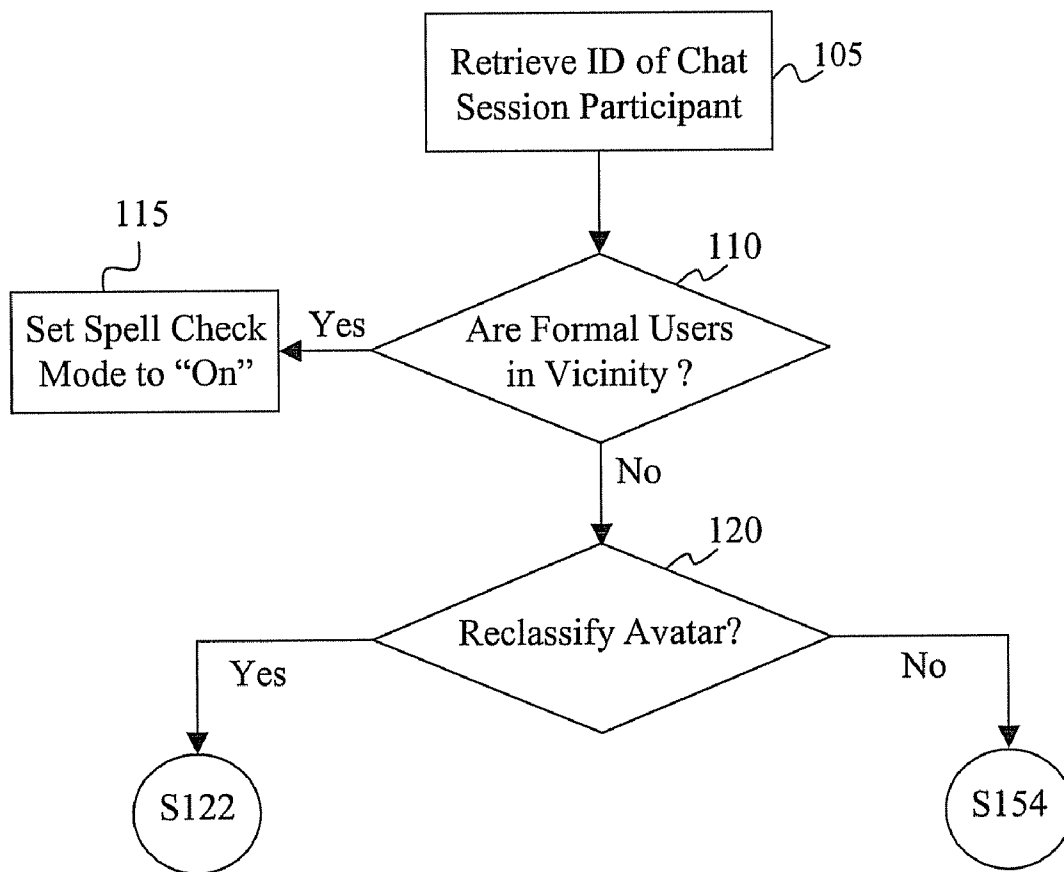 Retrieve ID of Chat
Session Participant
105
115
110
Set Spell Check
Mode to “On”
Yes
Are Formal Users
in Vicinity ?
No
120
Reclassify Avatar?
Yes
No
S122
S154